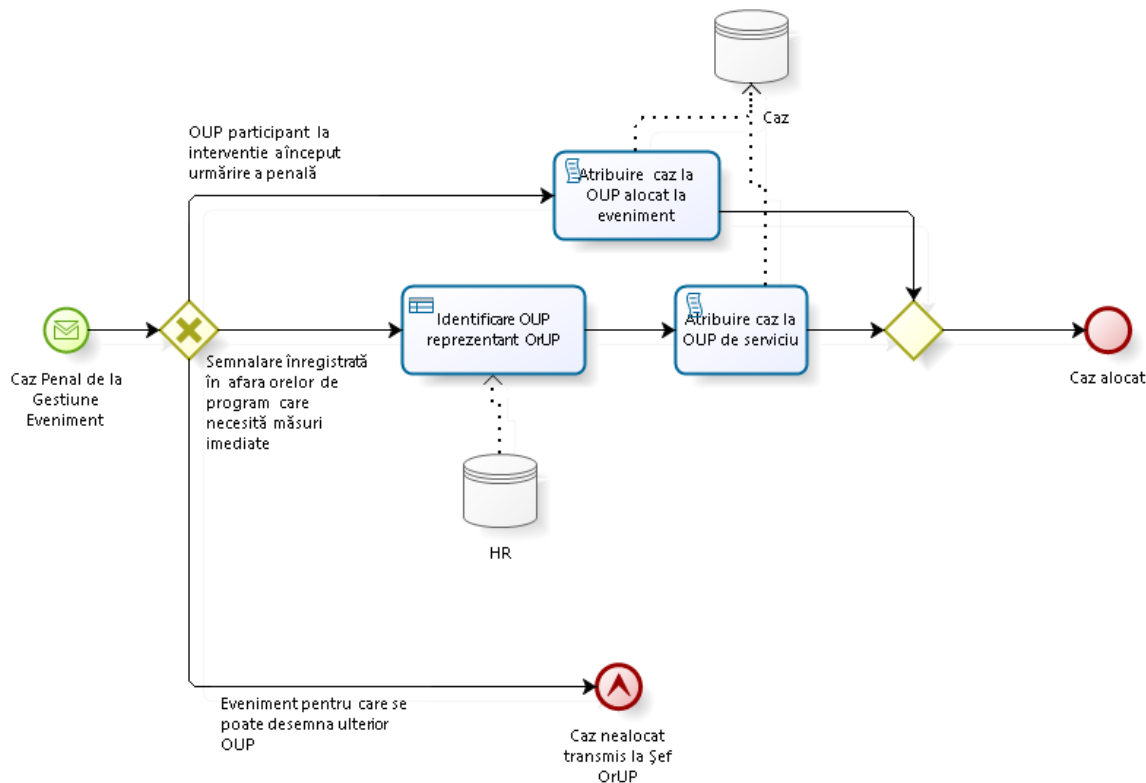 Caz
OUP participant la
interventie a început
urmărire a penală
Atribuire caz la
OUP alocat la
eveniment
Identificare OUP
reprezentant OrUP
Atribuire caz la
OUP de serviciu
Caz Penal de la
Gestiune
Eveniment
Semnalare înregistrată
în afara orelor de
program care
necesită măsuri
imediate
Caz alocat
HR
Eveniment pentru care se
poate desemna ulterior
OUP
Caz nealocat
transmis la Şef
OrUP